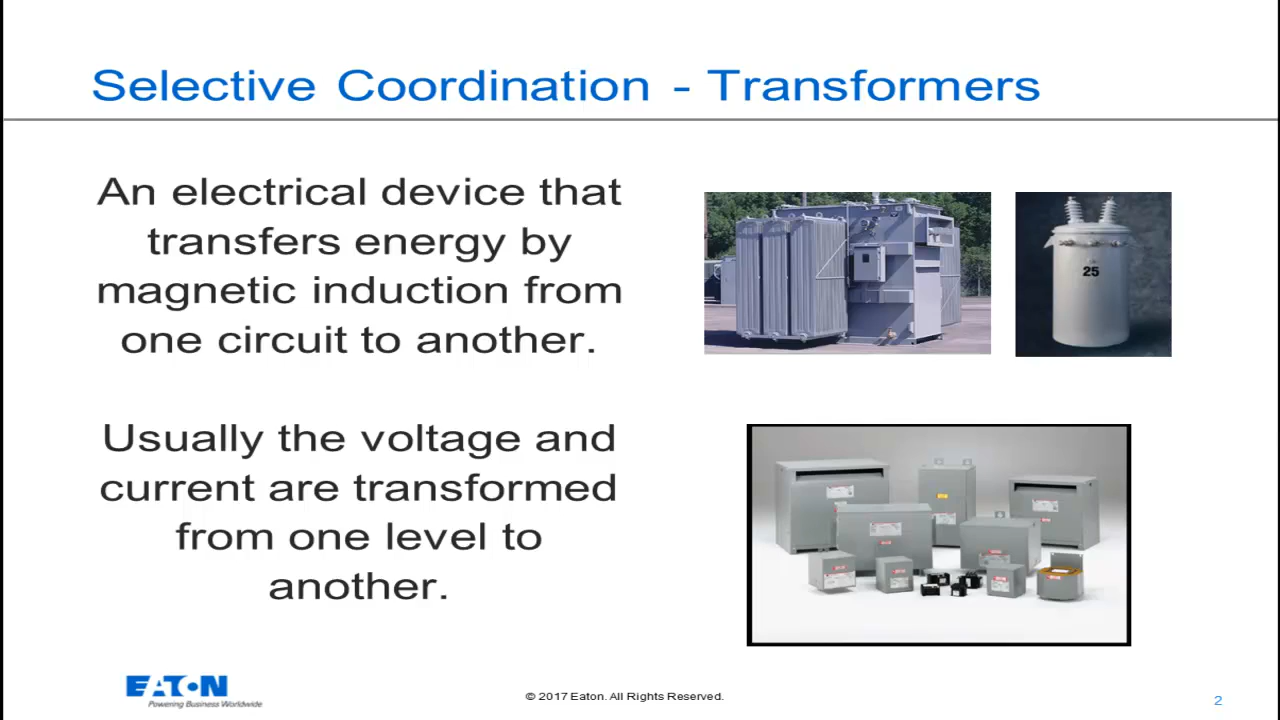 Selective Coordination - Transformers
An electrical device that
transfers energy by
magnetic induction from
one circuit to another.
Usually the voltage and
current are transformed
from one level to
another.
25
EATON
Powering Business Worldwide
© 2017 Eaton. All Rights Reserved.
2